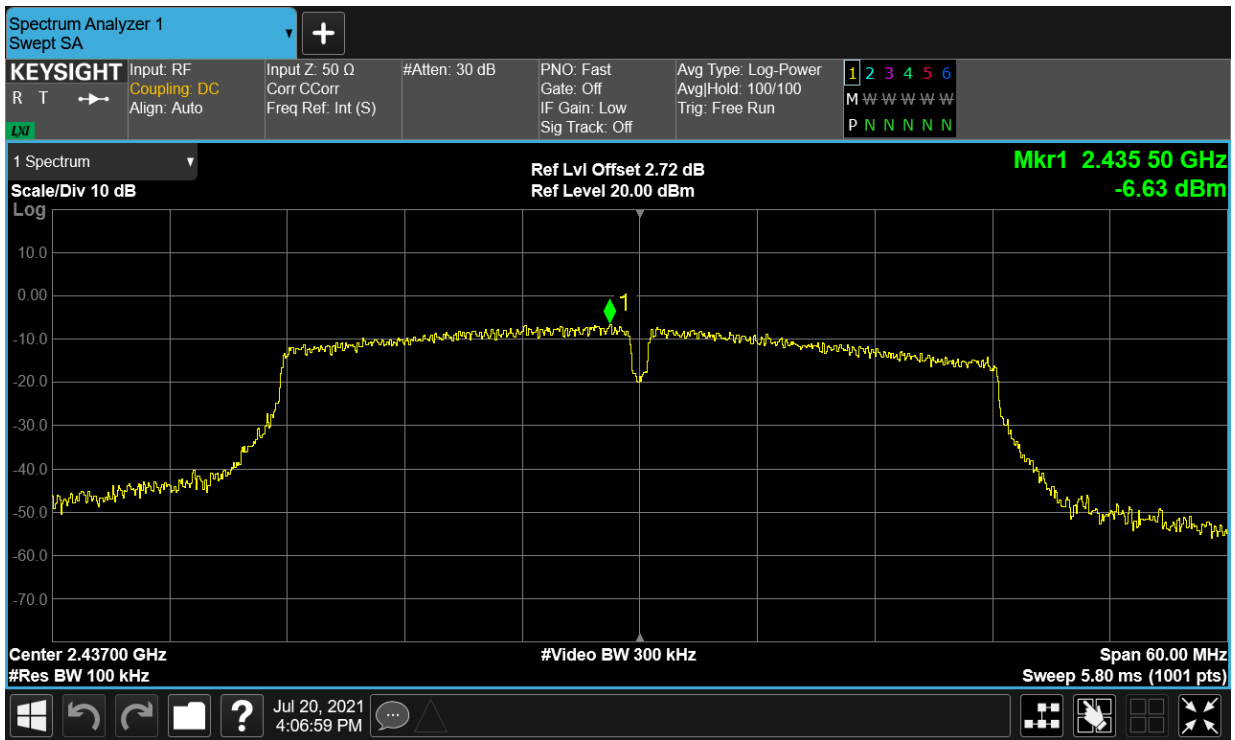 Spectrum Analyzer 1
Swept SA
KEYSIGHT
R T
LXI
Input: RF
Coupling: DC
Align: Auto
Input Z: 50 Ω
Corr CCorr
Freq Ref: Int (S)
#Atten: 30 dB
PNO: Fast
Gate: Off
IF Gain: Low
Sig Track: Off
Avg Type: Log-Power
Avg|Hold: 100/100
Trig: Free Run
1 2 3 4 5 6
M W W W W W
P N N N N N
1 Spectrum
Scale/Div 10 dB
Log
Ref Lvl Offset 2.72 dB
Ref Level 20.00 dBm
Mkr1 2.435 50 GHz
-6.63 dBm
10.0
0.00
1
-10.0
-20.0
-30.0
-40.0
-50.0
-60.0
-70.0
Center 2.43700 GHz
#Res BW 100 kHz
#Video BW 300 kHz
Span 60.00 MHz
Sweep 5.80 ms (1001 pts)
?
Jul 20, 2021
4:06:59 PM